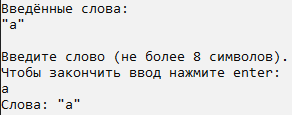 Введённые слова:
"a"
Введите слово (не более 8 символов).
Чтобы закончить ввод нажмите enter:
a
Слова: "a"